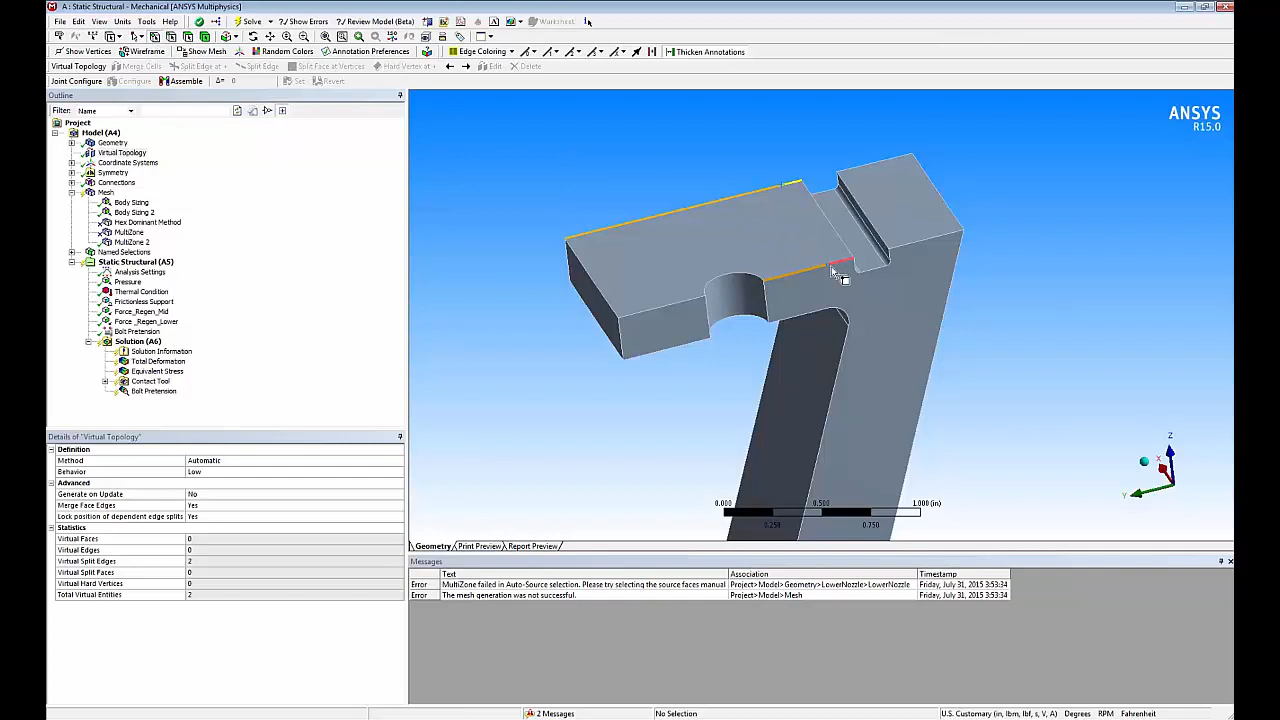 A : Static Structural - Mechanical [ANSYS Multiphysics]
File Edit View Units Tools Help Solve ?/ Show Errors ?/ Review Model (Beta) Worksheet
Show Vertices Wireframe Show Mesh Random Colors Annotation Preferences Edge Coloring Thicken Annotations
Virtual Topology Merge Cells Split Edge at + Split Edge Split Face at Vertices Hard Vertex at + Edit Delete
Joint Configure Configure Assemble Δ= 0 Set Revert
Outline
Filter: Name
Project
Model (A4)
Geometry
Virtual Topology
Coordinate Systems
Symmetry
Connections
Mesh
Body Sizing
Body Sizing 2
Hex Dominant Method
MultiZone
MultiZone 2
Named Selections
Static Structural (A5)
Analysis Settings
Pressure
Thermal Condition
Frictionless Support
Force_Regen_Mid
Force _Regen_Lower
Bolt Pretension
Solution (A6)
Solution Information
Total Deformation
Equivalent Stress
Contact Tool
Bolt Pretension
Details of "Virtual Topology"
Definition
Method Automatic
Behavior Low
Advanced
Generate on Update No
Merge Face Edges Yes
Lock position of dependent edge splits Yes
Statistics
Virtual Faces 0
Virtual Edges 0
Virtual Split Edges 2
Virtual Split Faces 0
Virtual Hard Vertices 0
Total Virtual Entities 2
ANSYS
R15.0
Z
X
Y
0.000 0.500 1.000 (in)
0.250 0.750
Geometry Print Preview Report Preview
Messages
Text Association Timestamp
Error MultiZone failed in Auto-Source selection. Please try selecting the source faces manual Project>Model>Geometry>LowerNozzle>LowerNozzle Friday, July 31, 2015 3:53:34
Error The mesh generation was not successful. Project>Model>Mesh Friday, July 31, 2015 3:53:34
2 Messages No Selection U.S. Customary (in, lbm, lbf, s, V, A) Degrees RPM Fahrenheit